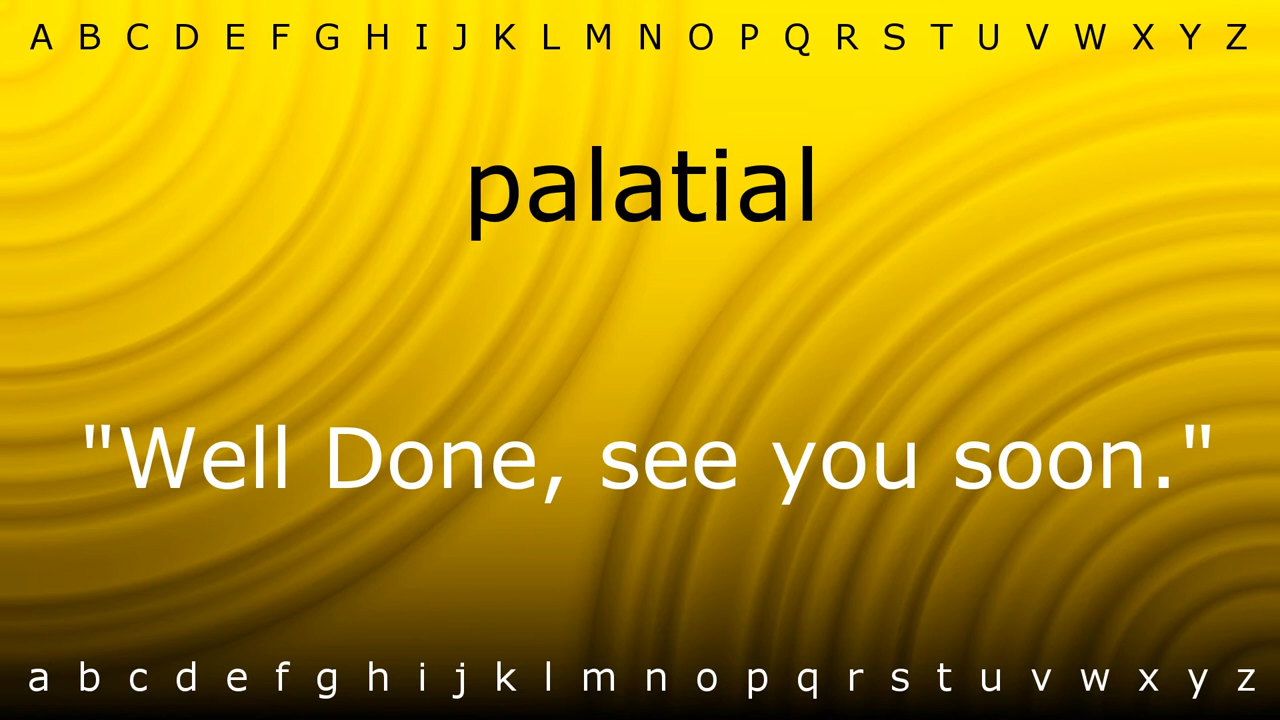 A B C D E F G H I J K L M N O P Q R S T U V W X Y Z
palatial
"Well Done, see you soon."
a b c d e f g h i j k l m n o p q r s t u v w x y z